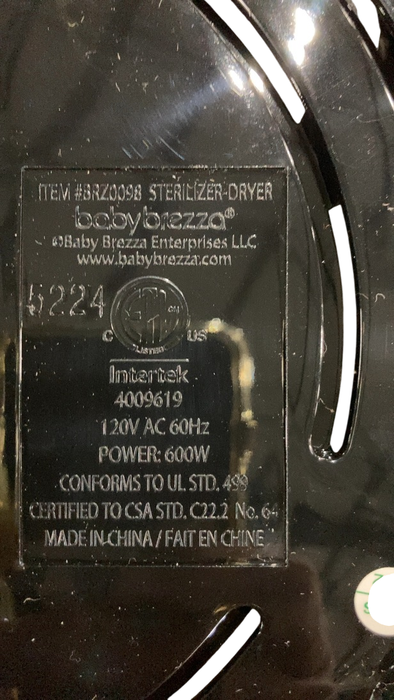 ITEM #BRZ0098 STERILIZER-DRYER
babybrezza®
©Baby Brezza Enterprises LLC
www.babybrezza.com
5224
C US
LISTED
Intertek
4009619
120V AC 60Hz
POWER: 600W
CONFORMS TO UL STD. 499
CERTIFIED TO CSA STD. C22.2 No. 64
MADE IN CHINA / FAIT EN CHINE